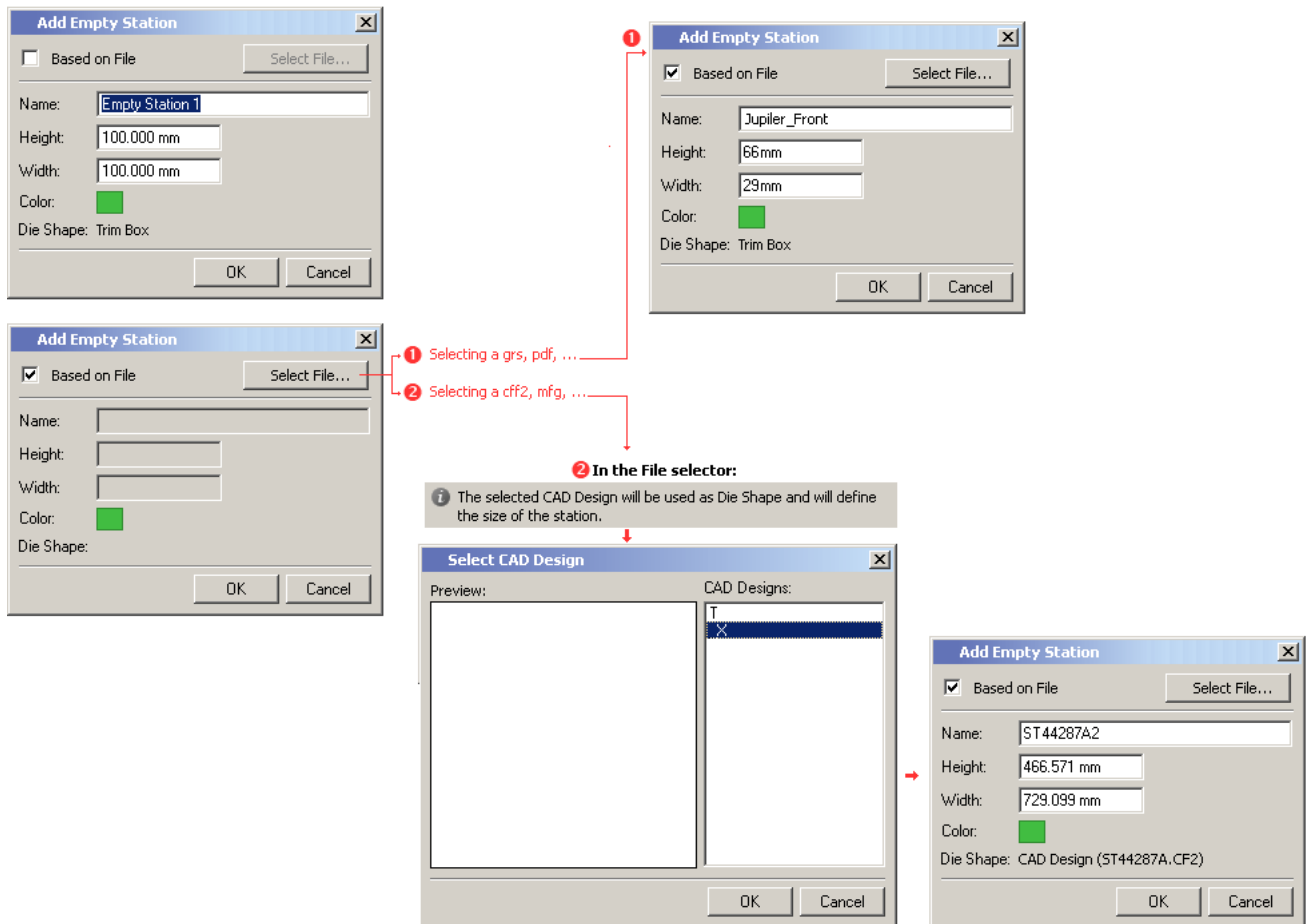 Add Empty Station
Based on File Select File...
Name: Empty Station 1
Height: 100.000 mm
Width: 100.000 mm
Color:
Die Shape: Trim Box
OK Cancel
1
Add Empty Station
Based on File Select File...
Name: Jupiler_Front
Height: 66mm
Width: 29mm
Color:
Die Shape: Trim Box
OK Cancel
Add Empty Station
Based on File Select File...
Name:
Height:
Width:
Color:
Die Shape:
OK Cancel
1 Selecting a grs, pdf, ...
2 Selecting a cff2, mfg, ...
2 In the File selector:
i The selected CAD Design will be used as Die Shape and will define
the size of the station.
Select CAD Design
Preview: CAD Designs:
T
X
OK Cancel
Add Empty Station
Based on File Select File...
Name: ST44287A2
Height: 466.571 mm
Width: 729.099 mm
Color:
Die Shape: CAD Design (ST44287A.CF2)
OK Cancel